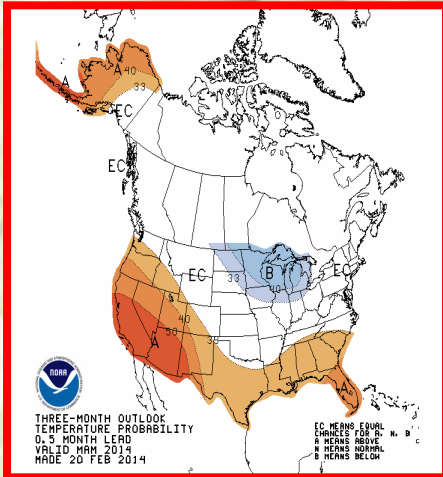 A
A 40
33
EC
EC
EC
33
B
40
EC
40
50
33
A
A
NOAA
THREE-MONTH OUTLOOK
TEMPERATURE PROBABILITY
0.5 MONTH LEAD
VALID MAM 2014
MADE 20 FEB 2014
EC MEANS EQUAL
CHANCES FOR A, N, B
A MEANS ABOVE
N MEANS NORMAL
B MEANS BELOW